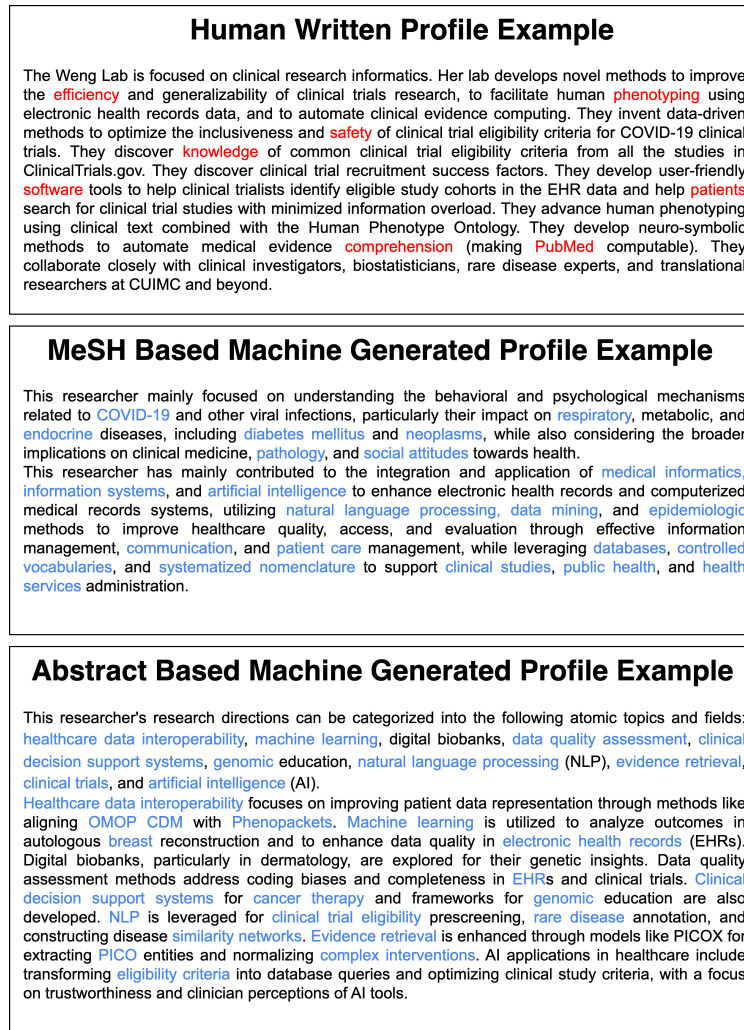 Human Written Profile Example
The Weng Lab is focused on clinical research informatics. Her lab develops novel methods to improve
the efficiency and generalizability of clinical trials research, to facilitate human phenotyping using
electronic health records data, and to automate clinical evidence computing. They invent data-driven
methods to optimize the inclusiveness and safety of clinical trial eligibility criteria for COVID-19 clinical
trials. They discover knowledge of common clinical trial eligibility criteria from all the studies in
ClinicalTrials.gov. They discover clinical trial recruitment success factors. They develop user-friendly
software tools to help clinical trialists identify eligible study cohorts in the EHR data and help patients
search for clinical trial studies with minimized information overload. They advance human phenotyping
using clinical text combined with the Human Phenotype Ontology. They develop neuro-symbolic
methods to automate medical evidence comprehension (making PubMed computable). They
collaborate closely with clinical investigators, biostatisticians, rare disease experts, and translational
researchers at CUIMC and beyond.
MeSH Based Machine Generated Profile Example
This researcher mainly focused on understanding the behavioral and psychological mechanisms
related to COVID-19 and other viral infections, particularly their impact on respiratory, metabolic, and
endocrine diseases, including diabetes mellitus and neoplasms, while also considering the broader
implications on clinical medicine, pathology, and social attitudes towards health.
This researcher has mainly contributed to the integration and application of medical informatics,
information systems, and artificial intelligence to enhance electronic health records and computerized
medical records systems, utilizing natural language processing, data mining, and epidemiologic
methods to improve healthcare quality, access, and evaluation through effective information
management, communication, and patient care management, while leveraging databases, controlled
vocabularies, and systematized nomenclature to support clinical studies, public health, and health
services administration.
Abstract Based Machine Generated Profile Example
This researcher's research directions can be categorized into the following atomic topics and fields:
healthcare data interoperability, machine learning, digital biobanks, data quality assessment, clinical
decision support systems, genomic education, natural language processing (NLP), evidence retrieval,
clinical trials, and artificial intelligence (AI).
Healthcare data interoperability focuses on improving patient data representation through methods like
aligning OMOP CDM with Phenopackets. Machine learning is utilized to analyze outcomes in
autologous breast reconstruction and to enhance data quality in electronic health records (EHRs).
Digital biobanks, particularly in dermatology, are explored for their genetic insights. Data quality
assessment methods address coding biases and completeness in EHRs and clinical trials. Clinical
decision support systems for cancer therapy and frameworks for genomic education are also
developed. NLP is leveraged for clinical trial eligibility prescreening, rare disease annotation, and
constructing disease similarity networks. Evidence retrieval is enhanced through models like PICOX for
extracting PICO entities and normalizing complex interventions. AI applications in healthcare include
transforming eligibility criteria into database queries and optimizing clinical study criteria, with a focus
on trustworthiness and clinician perceptions of AI tools.